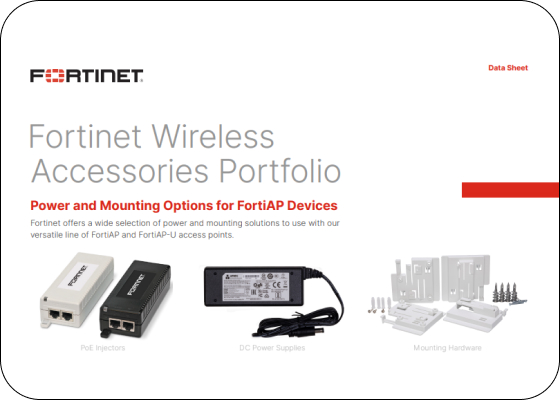 FORTINET
Data Sheet
Fortinet Wireless
Accessories Portfolio
Power and Mounting Options for FortiAP Devices
Fortinet offers a wide selection of power and mounting solutions to use with our
versatile line of FortiAP and FortiAP-U access points.
FORTINET
FORTINET
PoE Injectors
DC Power Supplies
Mounting Hardware